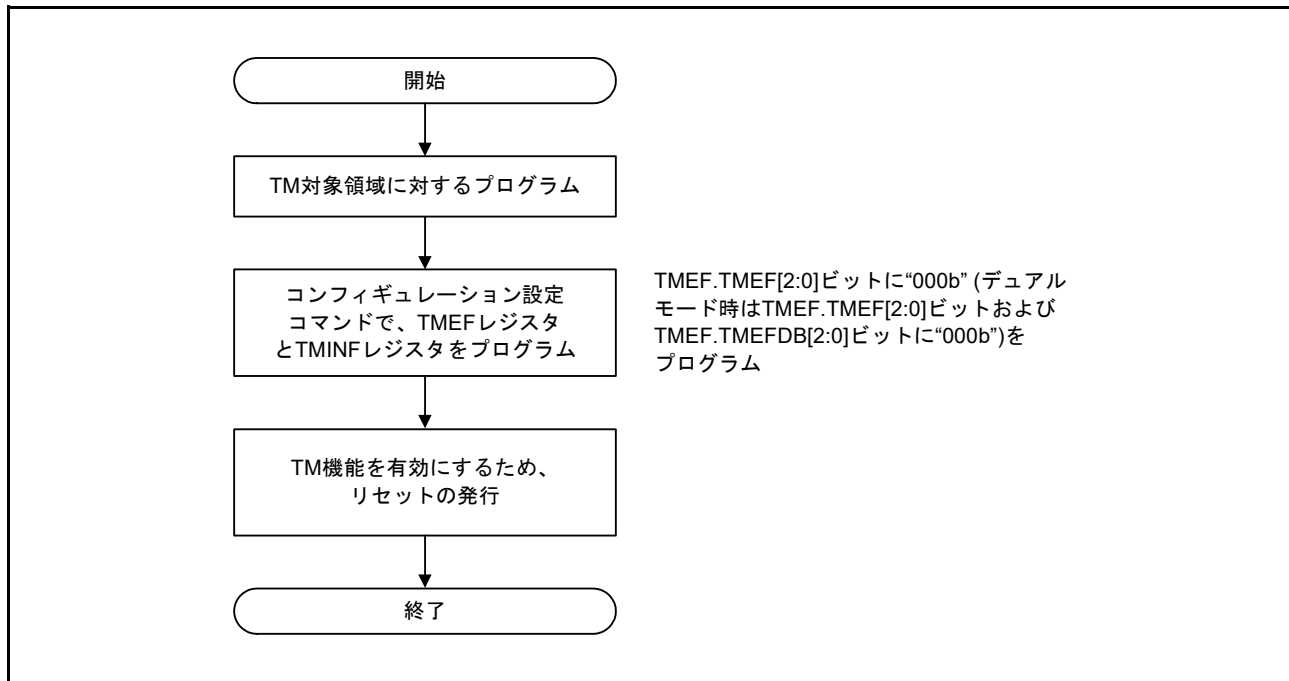 開始
TM対象領域に対するプログラム
コンフィギュレーション設定
コマンドで、TMEFレジスタ
とTMINFレジスタをプログラム
TMEF.TMEF[2:0]ビットに“000b” (デュアル
モード時はTMEF.TMEF[2:0]ビットおよび
TMEF.TMEFDB[2:0]ビットに“000b”)を
プログラム
TM機能を有効にするため、
リセットの発行
終了